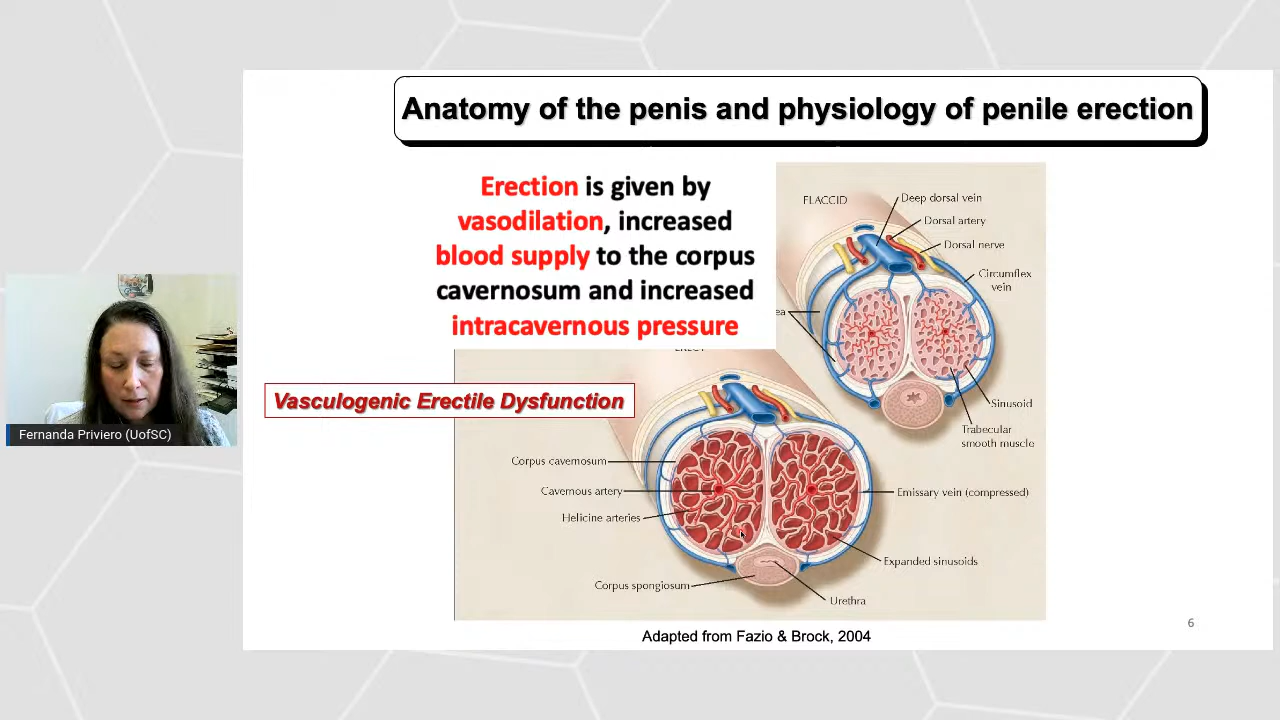 Anatomy of the penis and physiology of penile erection
Erection is given by
vasodilation, increased
blood supply to the corpus
cavernosum and increased
intracavernous pressure
FLACCID
Deep dorsal vein
Dorsal artery
Dorsal nerve
Circumflex
vein
Sinusoid
Trabecular
smooth muscle
Vasculogenic Erectile Dysfunction
Fernanda Priviero (UofSC)
Corpus cavernosum
Cavernous artery
Helicine arteries
Corpus spongiosum
Emissary vein (compressed)
Expanded sinusoids
Urethra
Adapted from Fazio & Brock, 2004
6